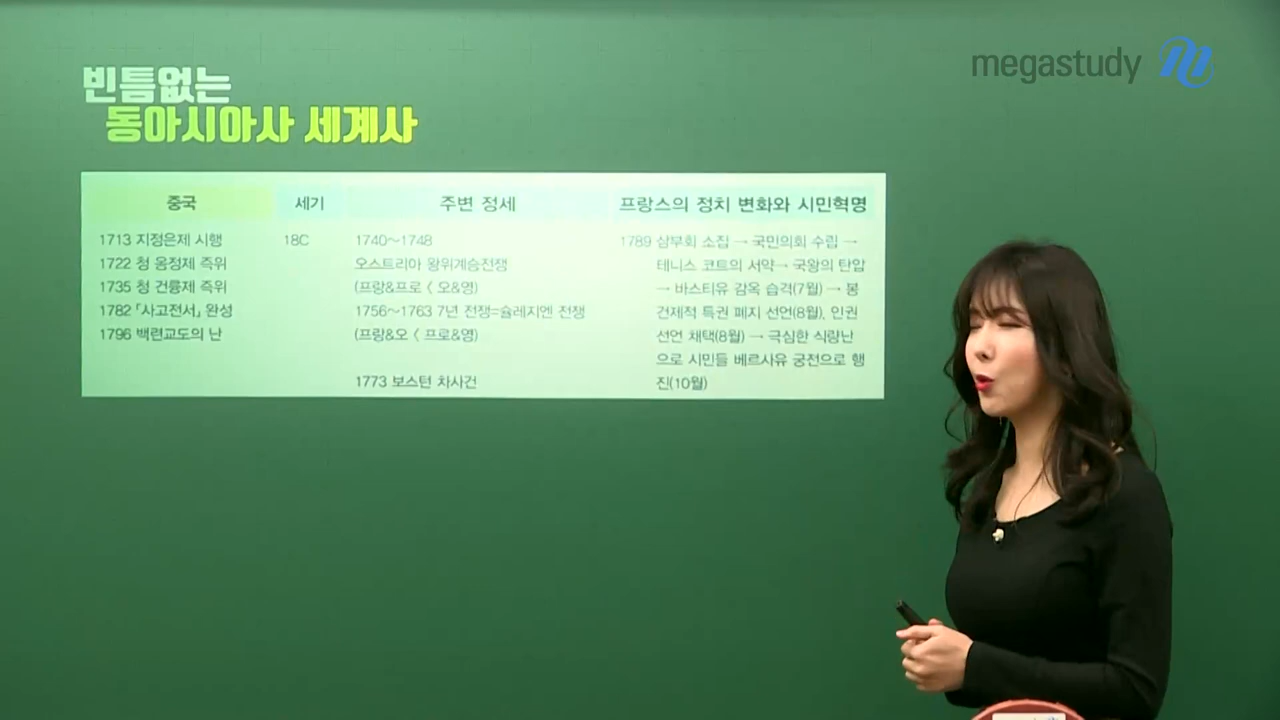 megastudy
빈틈없는
동아시아사 세계사
중국 세기 주변 정세 프랑스의 정치 변화와 시민혁명
1713 지정은제 시행 18C 1740~1748 1789 삼부회 소집 → 국민의회 수립 →
1722 청 옹정제 즉위 오스트리아 왕위계승전쟁 테니스 코트의 서약→ 국왕의 탄압
1735 청 건륭제 즉위 (프랑&프로 < 오&영) → 바스티유 감옥 습격(7월) → 봉
1782 「사고전서」 완성 1756~1763 7년 전쟁=슐레지엔 전쟁 건제적 특권 폐지 선언(8월), 인권
1796 백련교도의 난 (프랑&오 < 프로&영) 선언 채택(8월) → 극심한 식량난
으로 시민들 베르사유 궁전으로 행
1773 보스턴 차사건 진(10월)